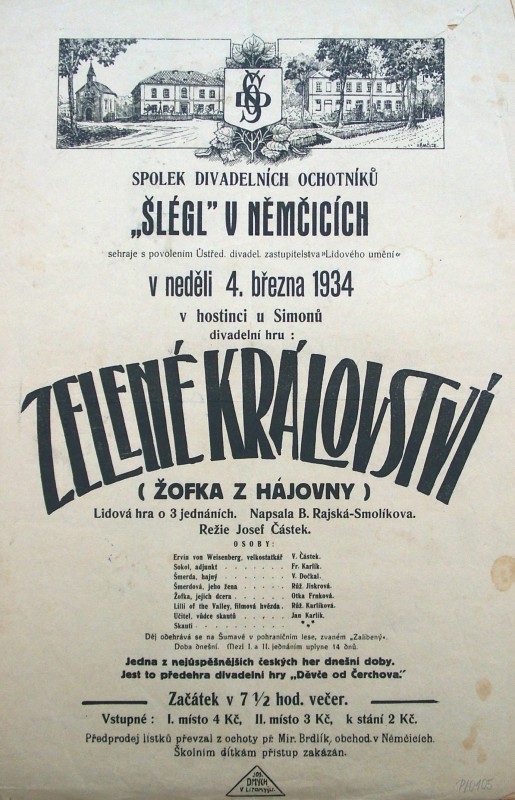 SPOLEK DIVADELNÍCH OCHOTNÍKŮ
„ŠLÉGL” V NĚMČICÍCH
sehraje s povolením Ústřed. divadel. zastupitelstva »Lidového umění«
v neděli 4. března 1934
v hostinci u Simonů
divadelní hru :
ZELENÉ KRÁLOVSTVÍ
( ŽOFKA Z HÁJOVNY )
Lidová hra o 3 jednáních. Napsala B. Rajská-Smolíkova.
Režie Josef Částek.
OSOBY:
Ervín von Weisenberg, velkostatkář V. Částek.
Sokol, adjunkt . . . . . . . Fr. Karlík.
Šmerda, hajný . . . . . . . V. Dočkal.
Šmerdová, jeho žena . . . . . . Růž. Jiskrová.
Žofka, jejich dcera . . . . . . Otka Frnková.
Lili of the Valley, filmová hvězda . Růž. Karlíková.
Učitel, vůdce skautů . . . . . Jan Karlík.
Skauti . . . . . . . . . * * *
Děj odehrává se na Šumavě v pohraničním lese, zvaném „Zalíbený„.
Doba dnešní. Mezi I. a II. jednáním uplyne 14 dnů.
Jedna z nejúspěšnějších českých her dnešní doby.
Jest to předehra divadelní hry „Děvče od Čerchova.”
Začátek v 7 1/2 hod. večer.
Vstupné : I. místo 4 Kč, II. místo 3 Kč, k stání 2 Kč.
Předprodej lístků převzal z ochoty př Mir. Brdlík, obchod. v Němčicích.
Školním dítkám přístup zakázán.
JOS.
DMYCH
V LITOMYŠLI